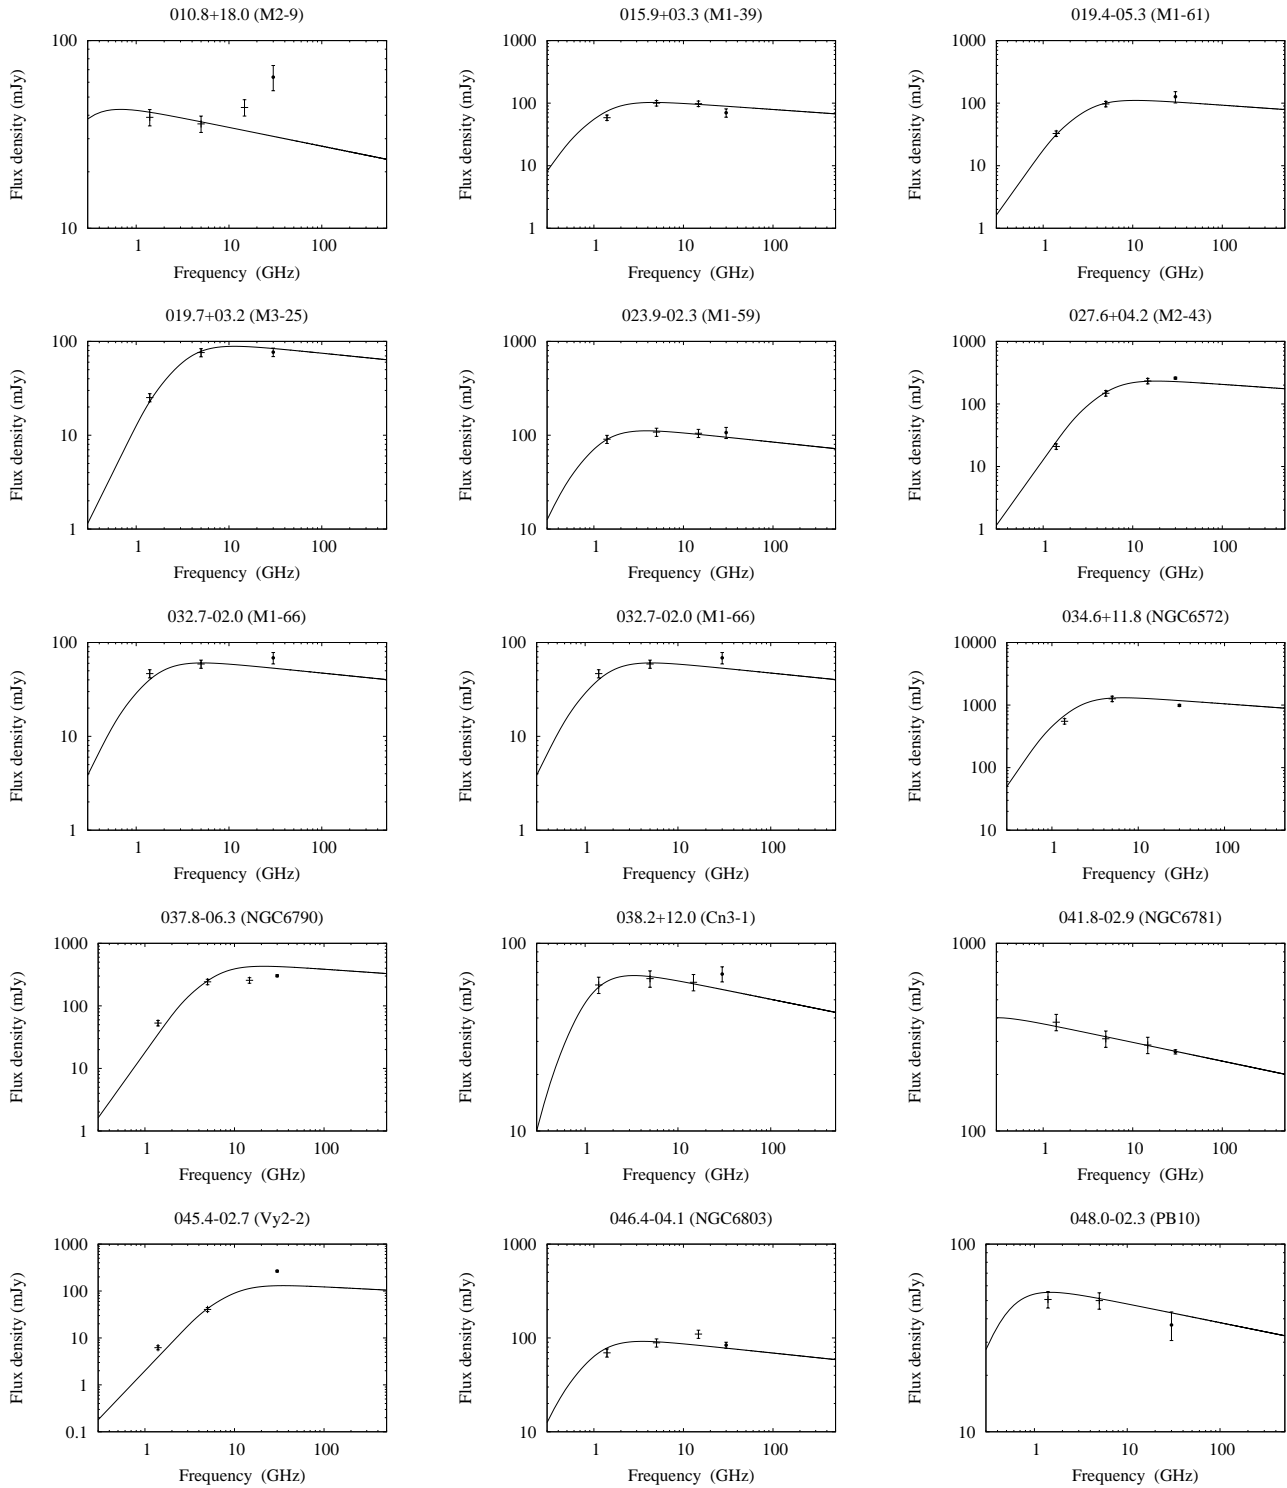 010.8+18.0 (M2-9)
Flux density (mJy)
100
10
1 10 100
Frequency (GHz)
015.9+03.3 (M1-39)
Flux density (mJy)
1000
100
10
1
1 10 100
Frequency (GHz)
019.4-05.3 (M1-61)
Flux density (mJy)
1000
100
10
1
1 10 100
Frequency (GHz)
019.7+03.2 (M3-25)
Flux density (mJy)
100
10
1
1 10 100
Frequency (GHz)
023.9-02.3 (M1-59)
Flux density (mJy)
1000
100
10
1 10 100
Frequency (GHz)
027.6+04.2 (M2-43)
Flux density (mJy)
1000
100
10
1
1 10 100
Frequency (GHz)
032.7-02.0 (M1-66)
Flux density (mJy)
100
10
1
1 10 100
Frequency (GHz)
032.7-02.0 (M1-66)
Flux density (mJy)
100
10
1
1 10 100
Frequency (GHz)
034.6+11.8 (NGC6572)
Flux density (mJy)
10000
1000
100
10
1 10 100
Frequency (GHz)
037.8-06.3 (NGC6790)
Flux density (mJy)
1000
100
10
1
1 10 100
Frequency (GHz)
038.2+12.0 (Cn3-1)
Flux density (mJy)
100
10
1 10 100
Frequency (GHz)
041.8-02.9 (NGC6781)
Flux density (mJy)
1000
100
1 10 100
Frequency (GHz)
045.4-02.7 (Vy2-2)
Flux density (mJy)
1000
100
10
1
0.1
1 10 100
Frequency (GHz)
046.4-04.1 (NGC6803)
Flux density (mJy)
1000
100
10
1 10 100
Frequency (GHz)
048.0-02.3 (PB10)
Flux density (mJy)
100
10
1 10 100
Frequency (GHz)